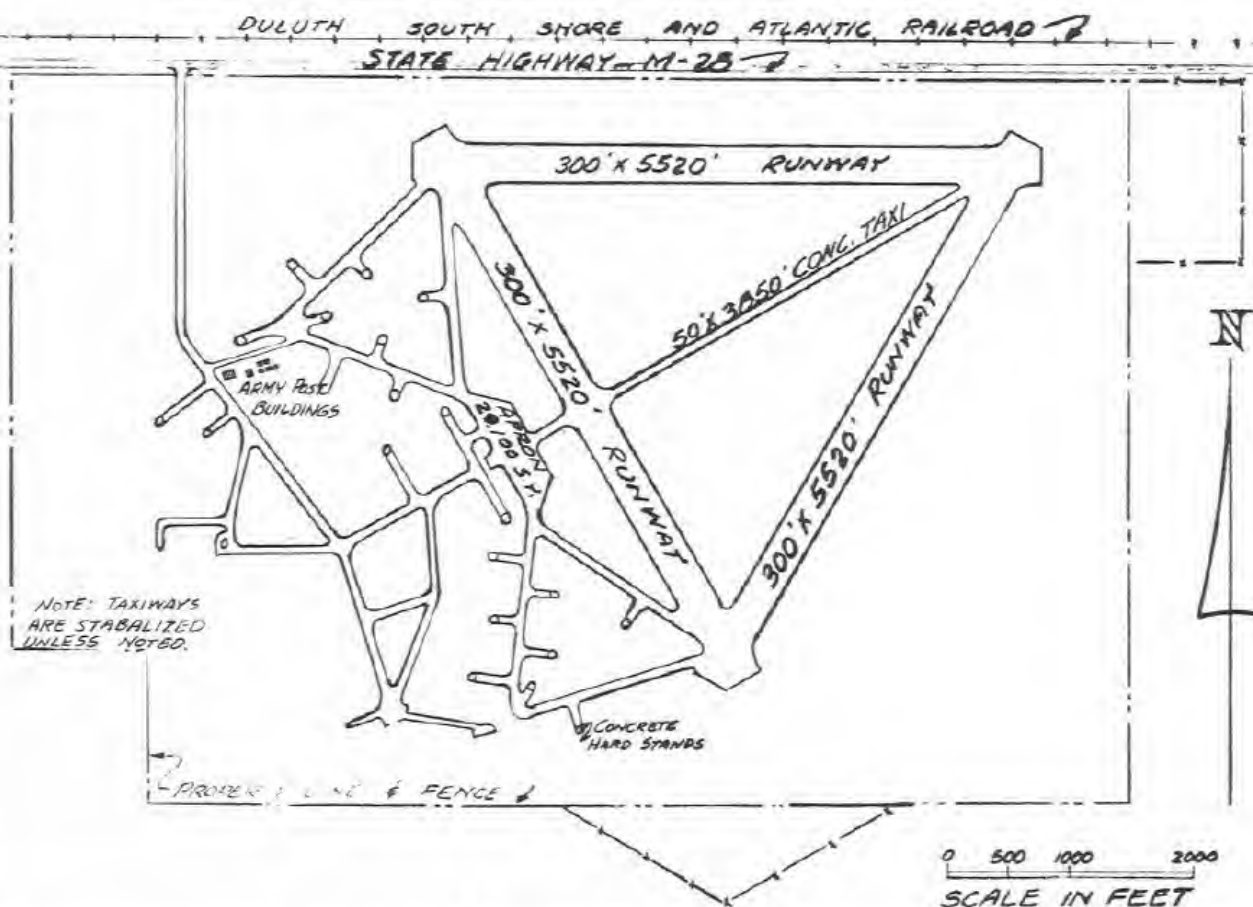 DULUTH SOUTH SHORE AND ATLANTIC RAILROAD
STATE HIGHWAY M-28
300' X 5520' RUNWAY
50' X 3850' CONC. TAXI
300' X 5520' RUNWAY
300' X 5520' RUNWAY
N
ARMY POST
BUILDINGS
APRON
S.Y.
NOTE: TAXIWAYS
ARE STABALIZED
UNLESS NOTED.
CONCRETE
HARD STANDS
LINE & FENCE
0 500 1000 2000
SCALE IN FEET